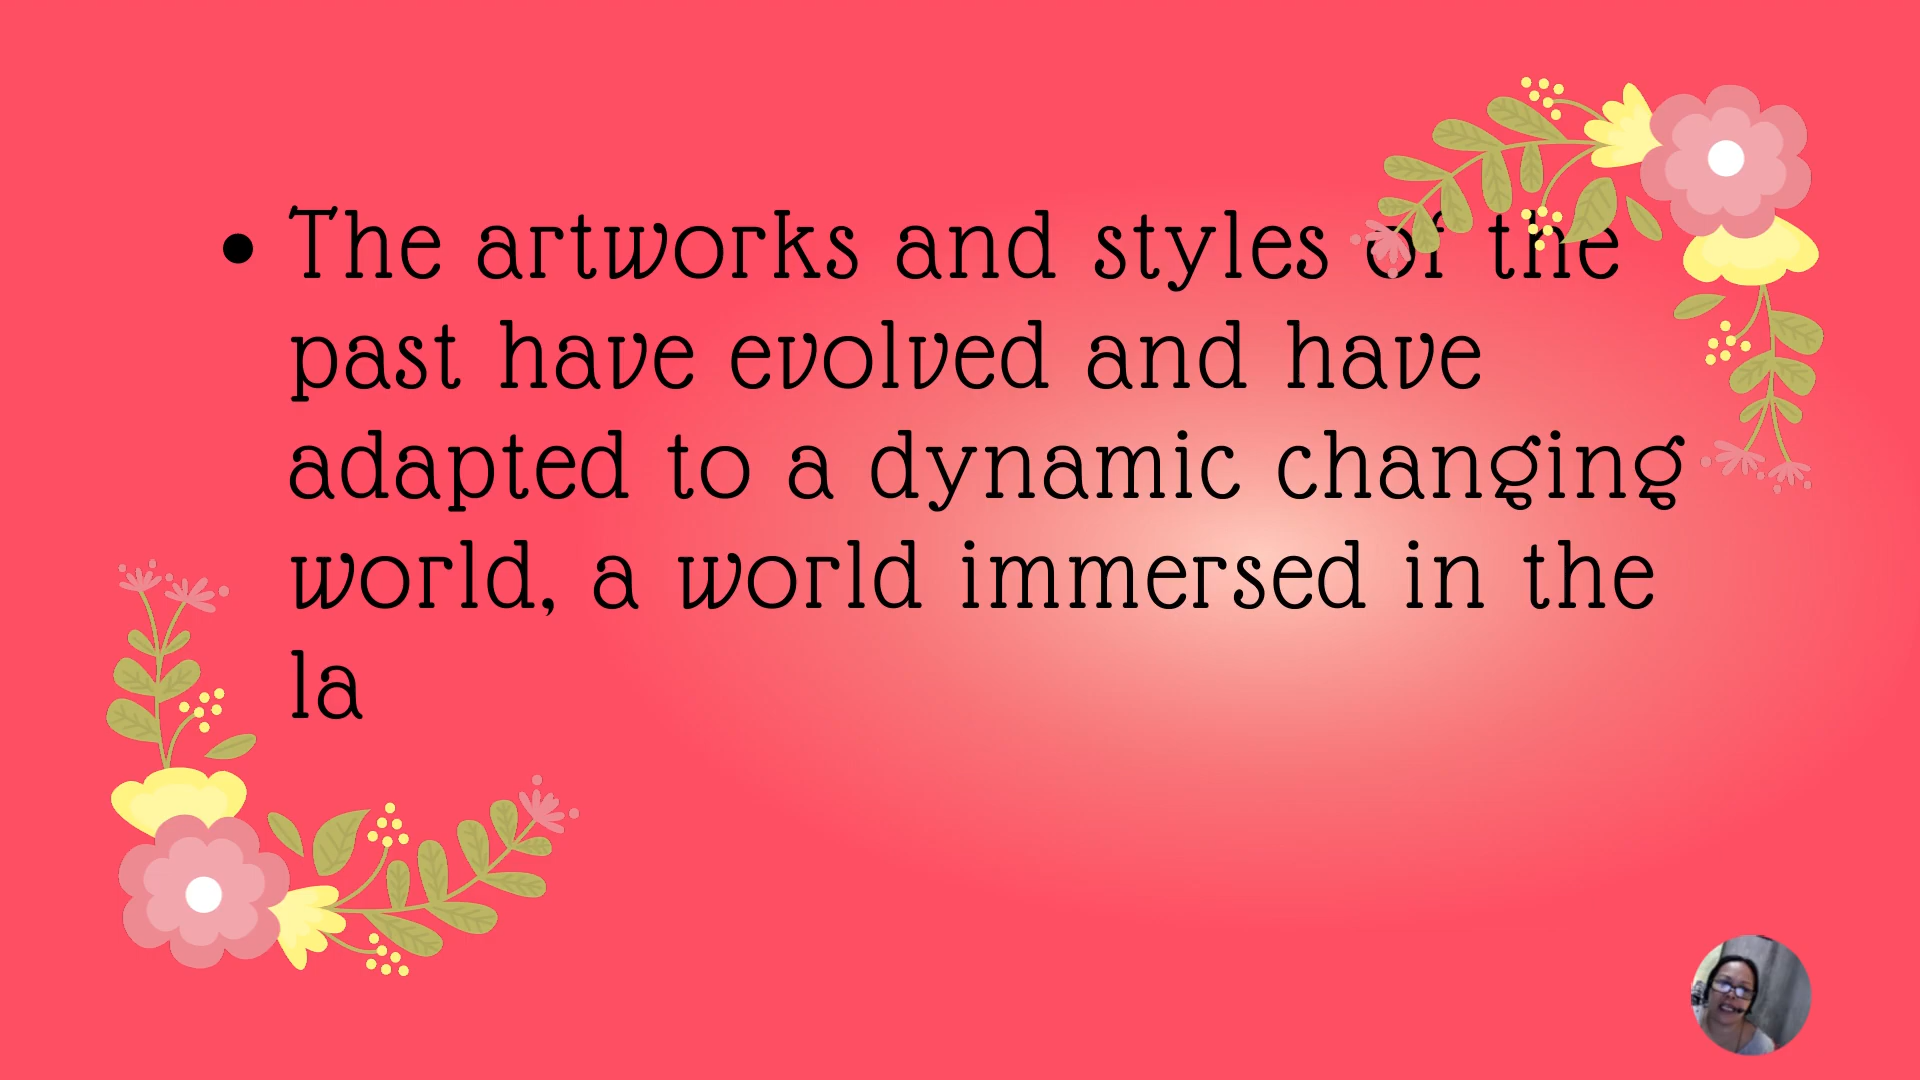 • The artworks and styles of the
past have evolved and have
adapted to a dynamic changing
world, a world immersed in the
la